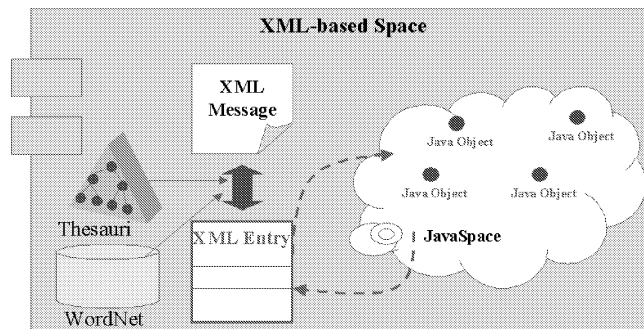 XML-based Space
XML
Message
Java Object
Java Object
Java Object
Java Object
Thesauri
XML Entry
JavaSpace
WordNet